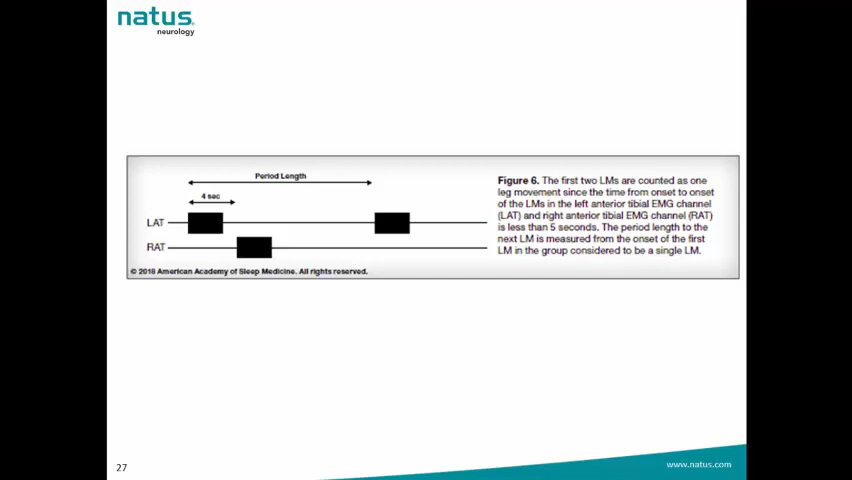 natus.
neurology
Period Length
4 sec
LAT
RAT
© 2018 American Academy of Sleep Medicine. All rights reserved.
Figure 6. The first two LMs are counted as one
leg movement since the time from onset to onset
of the LMs in the left anterior tibial EMG channel
(LAT) and right anterior tibial EMG channel (RAT)
is less than 5 seconds. The period length to the
next LM is measured from the onset of the first
LM in the group considered to be a single LM.
27
www.natus.com